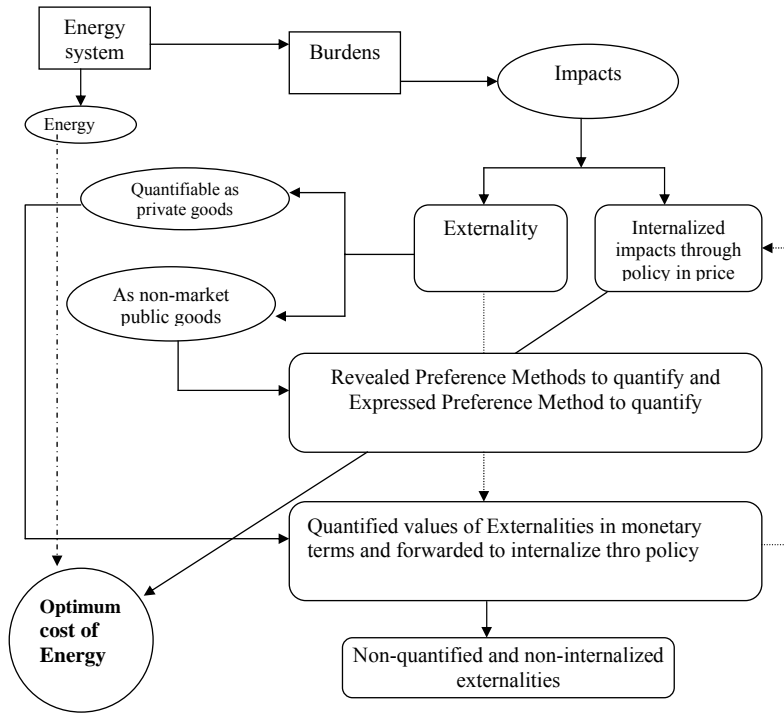 Energy
system
Burdens
Impacts
Energy
Quantifiable as
private goods
Externality
Internalized
impacts through
policy in price
As non-market
public goods
Revealed Preference Methods to quantify and
Expressed Preference Method to quantify
Quantified values of Externalities in monetary
terms and forwarded to internalize thro policy
Optimum
cost of
Energy
Non-quantified and non-internalized
externalities